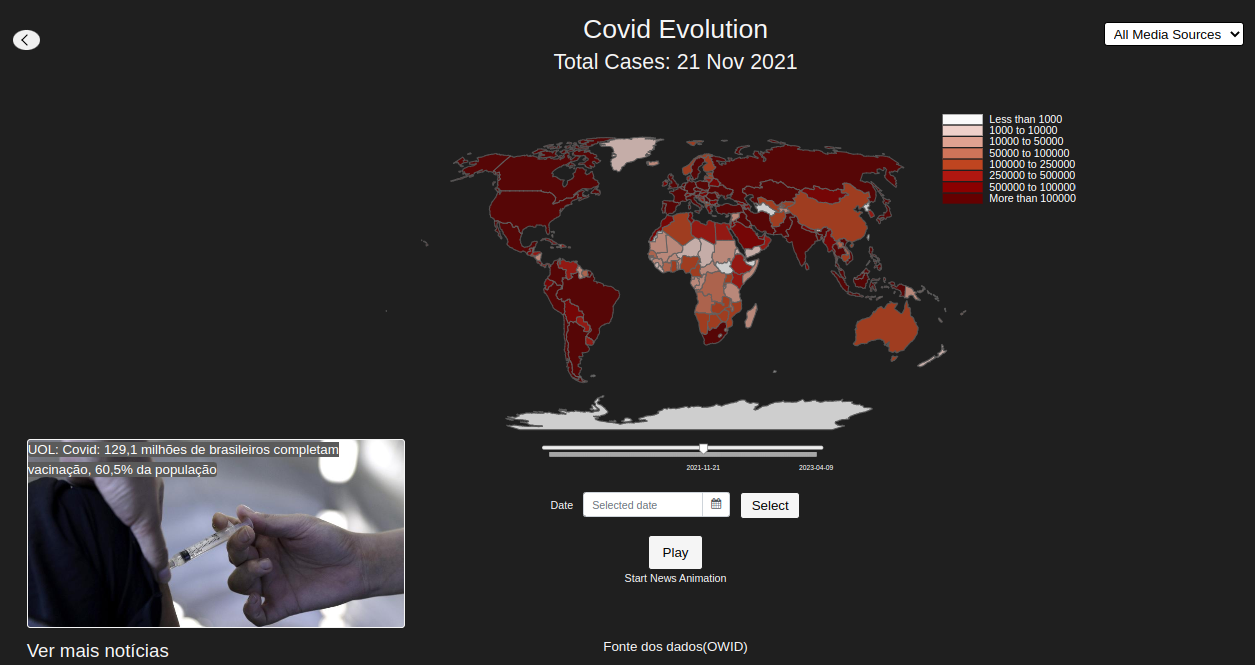 Covid Evolution
Total Cases: 21 Nov 2021
All Media Sources
Less than 1000
1000 to 10000
10000 to 50000
50000 to 100000
100000 to 250000
250000 to 500000
500000 to 100000
More than 100000
UOL: Covid: 129,1 milhões de brasileiros completam
vacinação, 60,5% da população
2021-11-21
2023-04-09
Date
Selected date
Select
Play
Start News Animation
Ver mais notícias
Fonte dos dados(OWID)